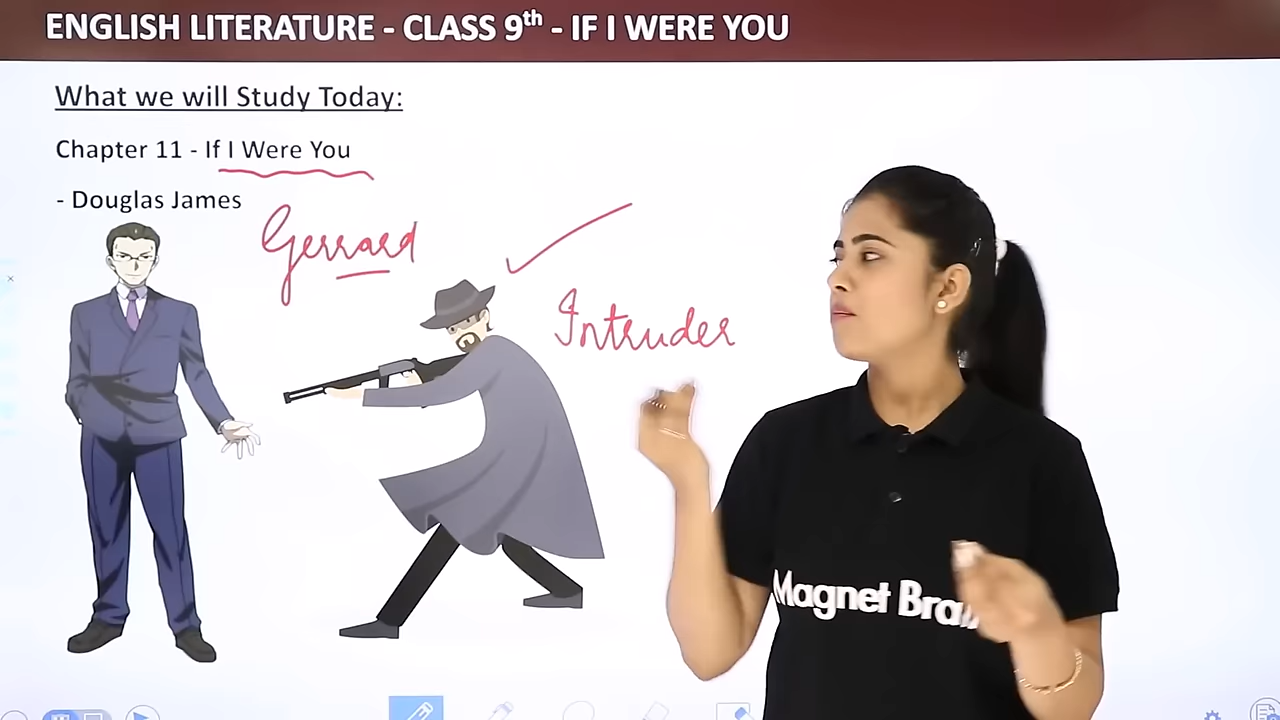 ENGLISH LITERATURE - CLASS 9th - IF I WERE YOU
What we will Study Today:
Chapter 11 - If I Were You
- Douglas James
Gerrard
Intruder
Magnet Bra